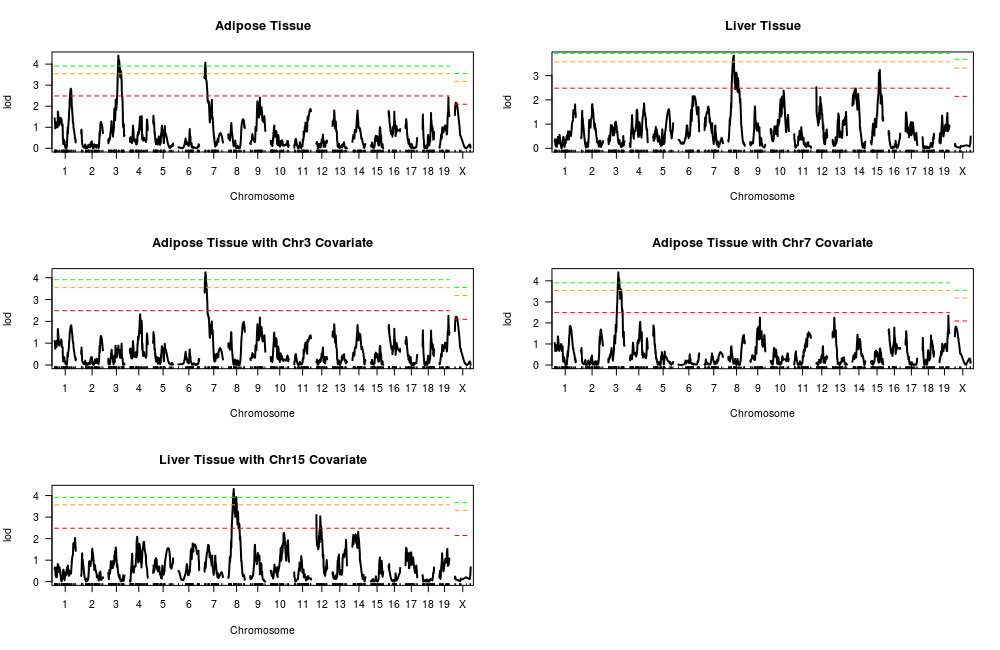 Adipose Tissue
lod
4
3
2
1
0
1 2 3 4 5 6 7 8 9 10 11 12 13 14 15 16 17 18 19 X
Chromosome
Liver Tissue
lod
3
2
1
0
1 2 3 4 5 6 7 8 9 10 11 12 13 14 15 16 17 18 19 X
Chromosome
Adipose Tissue with Chr3 Covariate
lod
4
3
2
1
0
1 2 3 4 5 6 7 8 9 10 11 12 13 14 15 16 17 18 19 X
Chromosome
Adipose Tissue with Chr7 Covariate
lod
4
3
2
1
0
1 2 3 4 5 6 7 8 9 10 11 12 13 14 15 16 17 18 19 X
Chromosome
Liver Tissue with Chr15 Covariate
lod
4
3
2
1
0
1 2 3 4 5 6 7 8 9 10 11 12 13 14 15 16 17 18 19 X
Chromosome